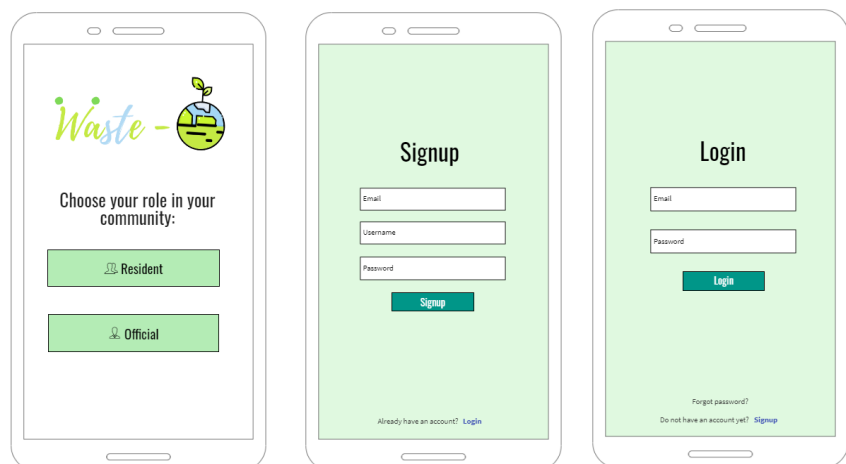 Waste -
Choose your role in your
community:
Resident
Official
Signup
Email
Username
Password
Signup
Already have an account? Login
Login
Email
Password
Login
Forgot password?
Do not have an account yet? Signup